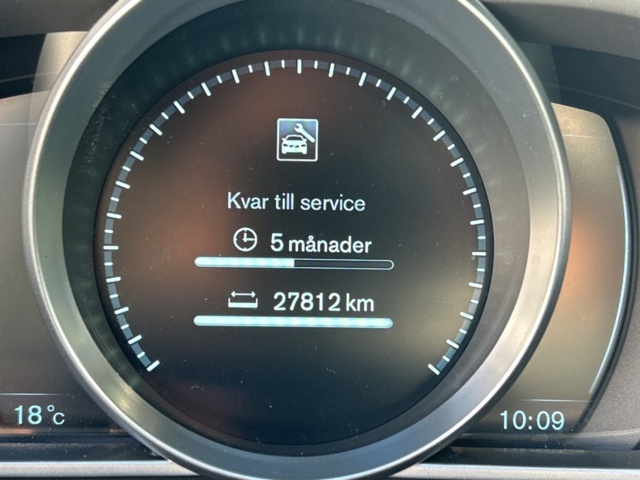 Kvar till service
5 månader
27812 km
18°c
10:09